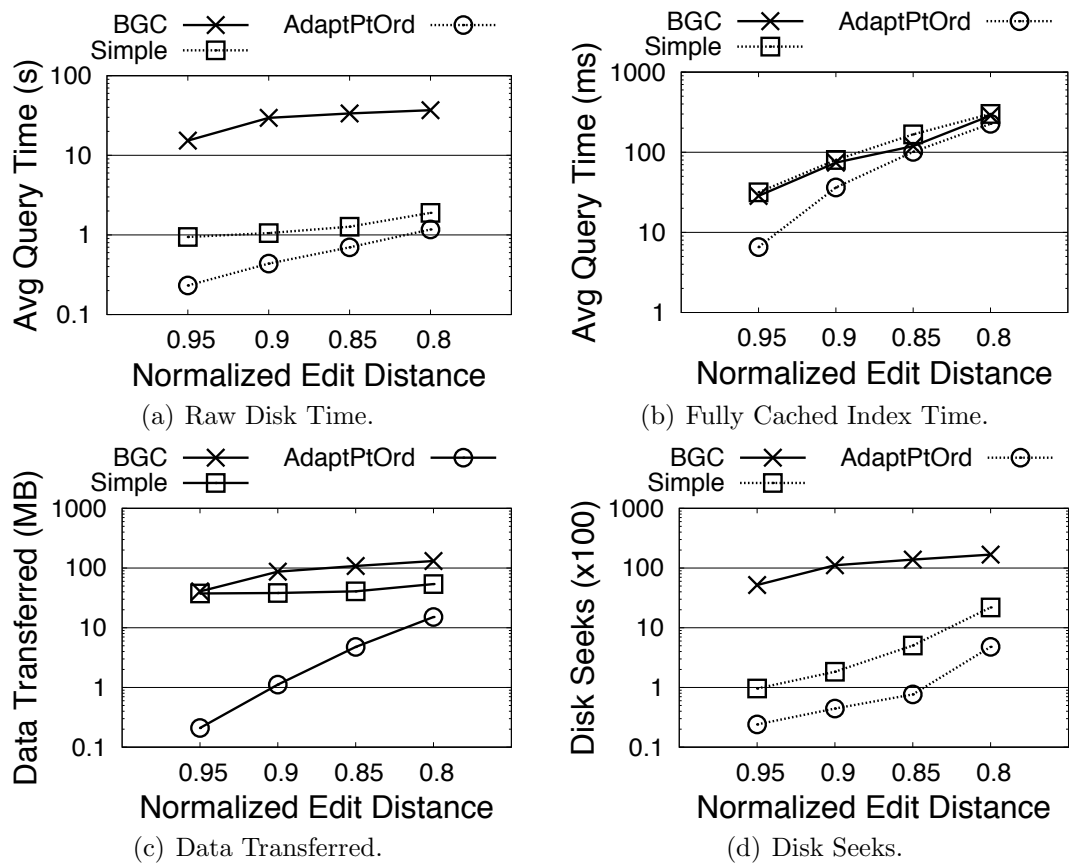 BGC AdaptPtOrd
Simple
Avg Query Time (s)
100
10
1
0.1
0.95 0.9 0.85 0.8
Normalized Edit Distance
(a) Raw Disk Time.
BGC AdaptPtOrd
Simple
Avg Query Time (ms)
1000
100
10
1
0.95 0.9 0.85 0.8
Normalized Edit Distance
(b) Fully Cached Index Time.
BGC AdaptPtOrd
Simple
Data Transferred (MB)
1000
100
10
1
0.1
0.95 0.9 0.85 0.8
Normalized Edit Distance
(c) Data Transferred.
BGC AdaptPtOrd
Simple
Disk Seeks (x100)
1000
100
10
1
0.1
0.95 0.9 0.85 0.8
Normalized Edit Distance
(d) Disk Seeks.